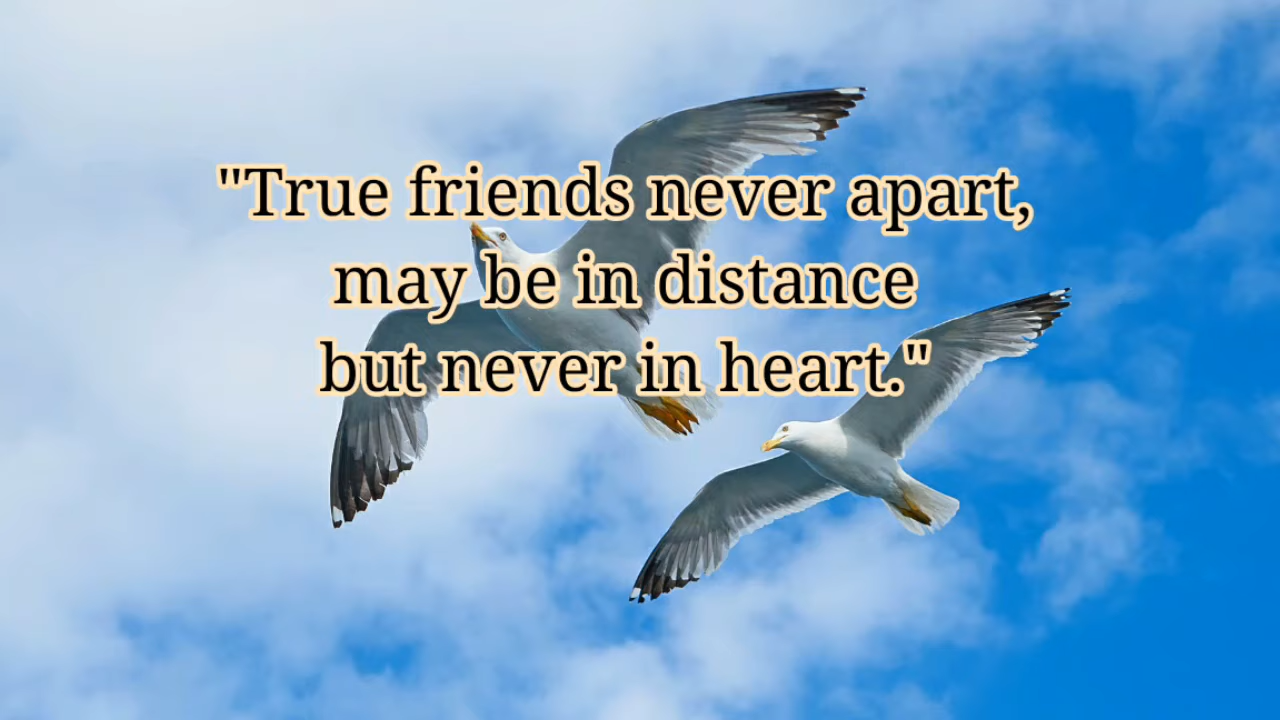 "True friends never apart,
may be in distance
but never in heart."